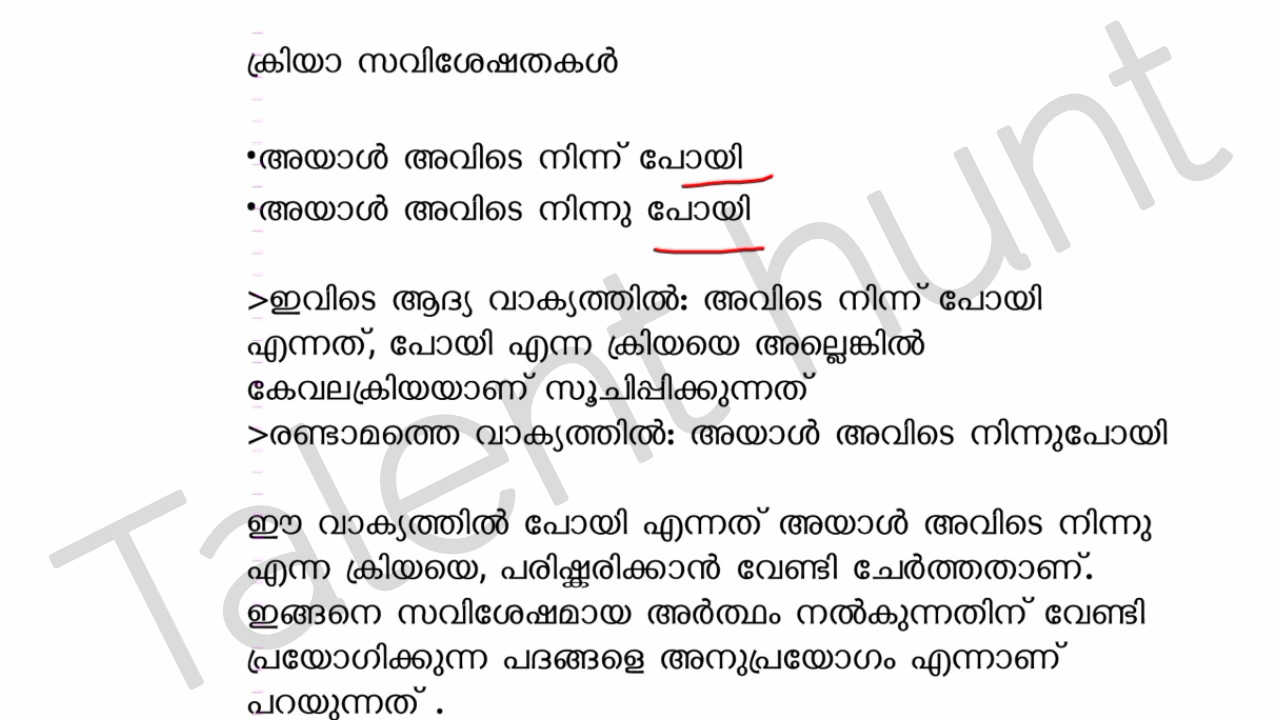 ക്രിയാ സവിശേഷതകൾ
•അയാൾ അവിടെ നിന്ന് പോയി
•അയാൾ അവിടെ നിന്നു പോയി
>ഇവിടെ ആദ്യ വാക്യത്തിൽ: അവിടെ നിന്ന് പോയി
എന്നത്, പോയി എന്ന ക്രിയയെ അല്ലെങ്കിൽ
കേവലക്രിയയാണ് സൂചിപ്പിക്കുന്നത്
>രണ്ടാമത്തെ വാക്യത്തിൽ: അയാൾ അവിടെ നിന്നുപോയി
ഈ വാക്യത്തിൽ പോയി എന്നത് അയാൾ അവിടെ നിന്നു
എന്ന ക്രിയയെ, പരിഷ്കരിക്കാൻ വേണ്ടി ചേർത്തതാണ്.
ഇങ്ങനെ സവിശേഷമായ അർത്ഥം നൽകുന്നതിന് വേണ്ടി
പ്രയോഗിക്കുന്ന പദങ്ങളെ അനുപ്രയോഗം എന്നാണ്
പറയുന്നത് .
Talent hunt